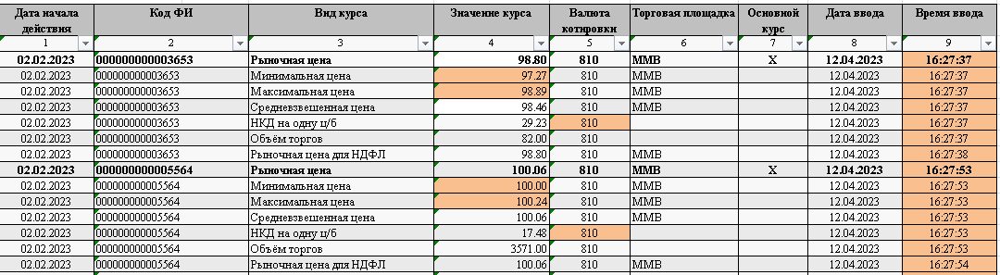 Дата начала действия Код ФИ Вид курса Значение курса Валюта котировки Торговая площадка Основной курс Дата ввода Время ввода
1 2 3 4 5 6 7 8 9
02.02.2023 000000000003653 Рыночная цена 98.80 810 ММВ X 12.04.2023 16:27:37
02.02.2023 000000000003653 Минимальная цена 97.27 810 ММВ 12.04.2023 16:27:37
02.02.2023 000000000003653 Максимальная цена 98.89 810 ММВ 12.04.2023 16:27:37
02.02.2023 000000000003653 Средневзвешенная цена 98.46 810 ММВ 12.04.2023 16:27:37
02.02.2023 000000000003653 НКД на одну ц/б 29.23 810 12.04.2023 16:27:37
02.02.2023 000000000003653 Объём торгов 82.00 810 12.04.2023 16:27:37
02.02.2023 000000000003653 Рыночная цена для НДФЛ 98.80 810 ММВ 12.04.2023 16:27:38
02.02.2023 000000000005564 Рыночная цена 100.06 810 ММВ X 12.04.2023 16:27:53
02.02.2023 000000000005564 Минимальная цена 100.00 810 ММВ 12.04.2023 16:27:53
02.02.2023 000000000005564 Максимальная цена 100.24 810 ММВ 12.04.2023 16:27:53
02.02.2023 000000000005564 Средневзвешенная цена 100.06 810 ММВ 12.04.2023 16:27:53
02.02.2023 000000000005564 НКД на одну ц/б 17.48 810 12.04.2023 16:27:53
02.02.2023 000000000005564 Объём торгов 3571.00 810 12.04.2023 16:27:53
02.02.2023 000000000005564 Рыночная цена для НДФЛ 100.06 810 ММВ 12.04.2023 16:27:54